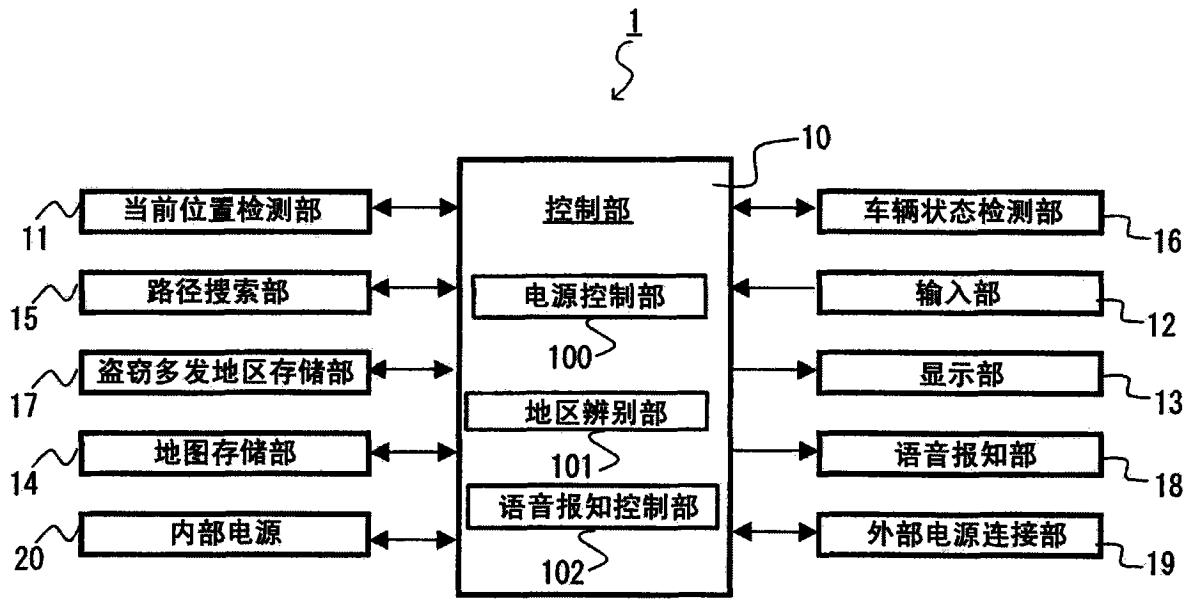 1
10
当前位置检测部
控制部
车辆状态检测部
11
16
路径搜索部
电源控制部
输入部
15
12
100
盗窃多发地区存储部
显示部
17
13
地区辨别部
地图存储部
101
语音报知部
14
18
语音报知控制部
内部电源
外部电源连接部
20
102
19